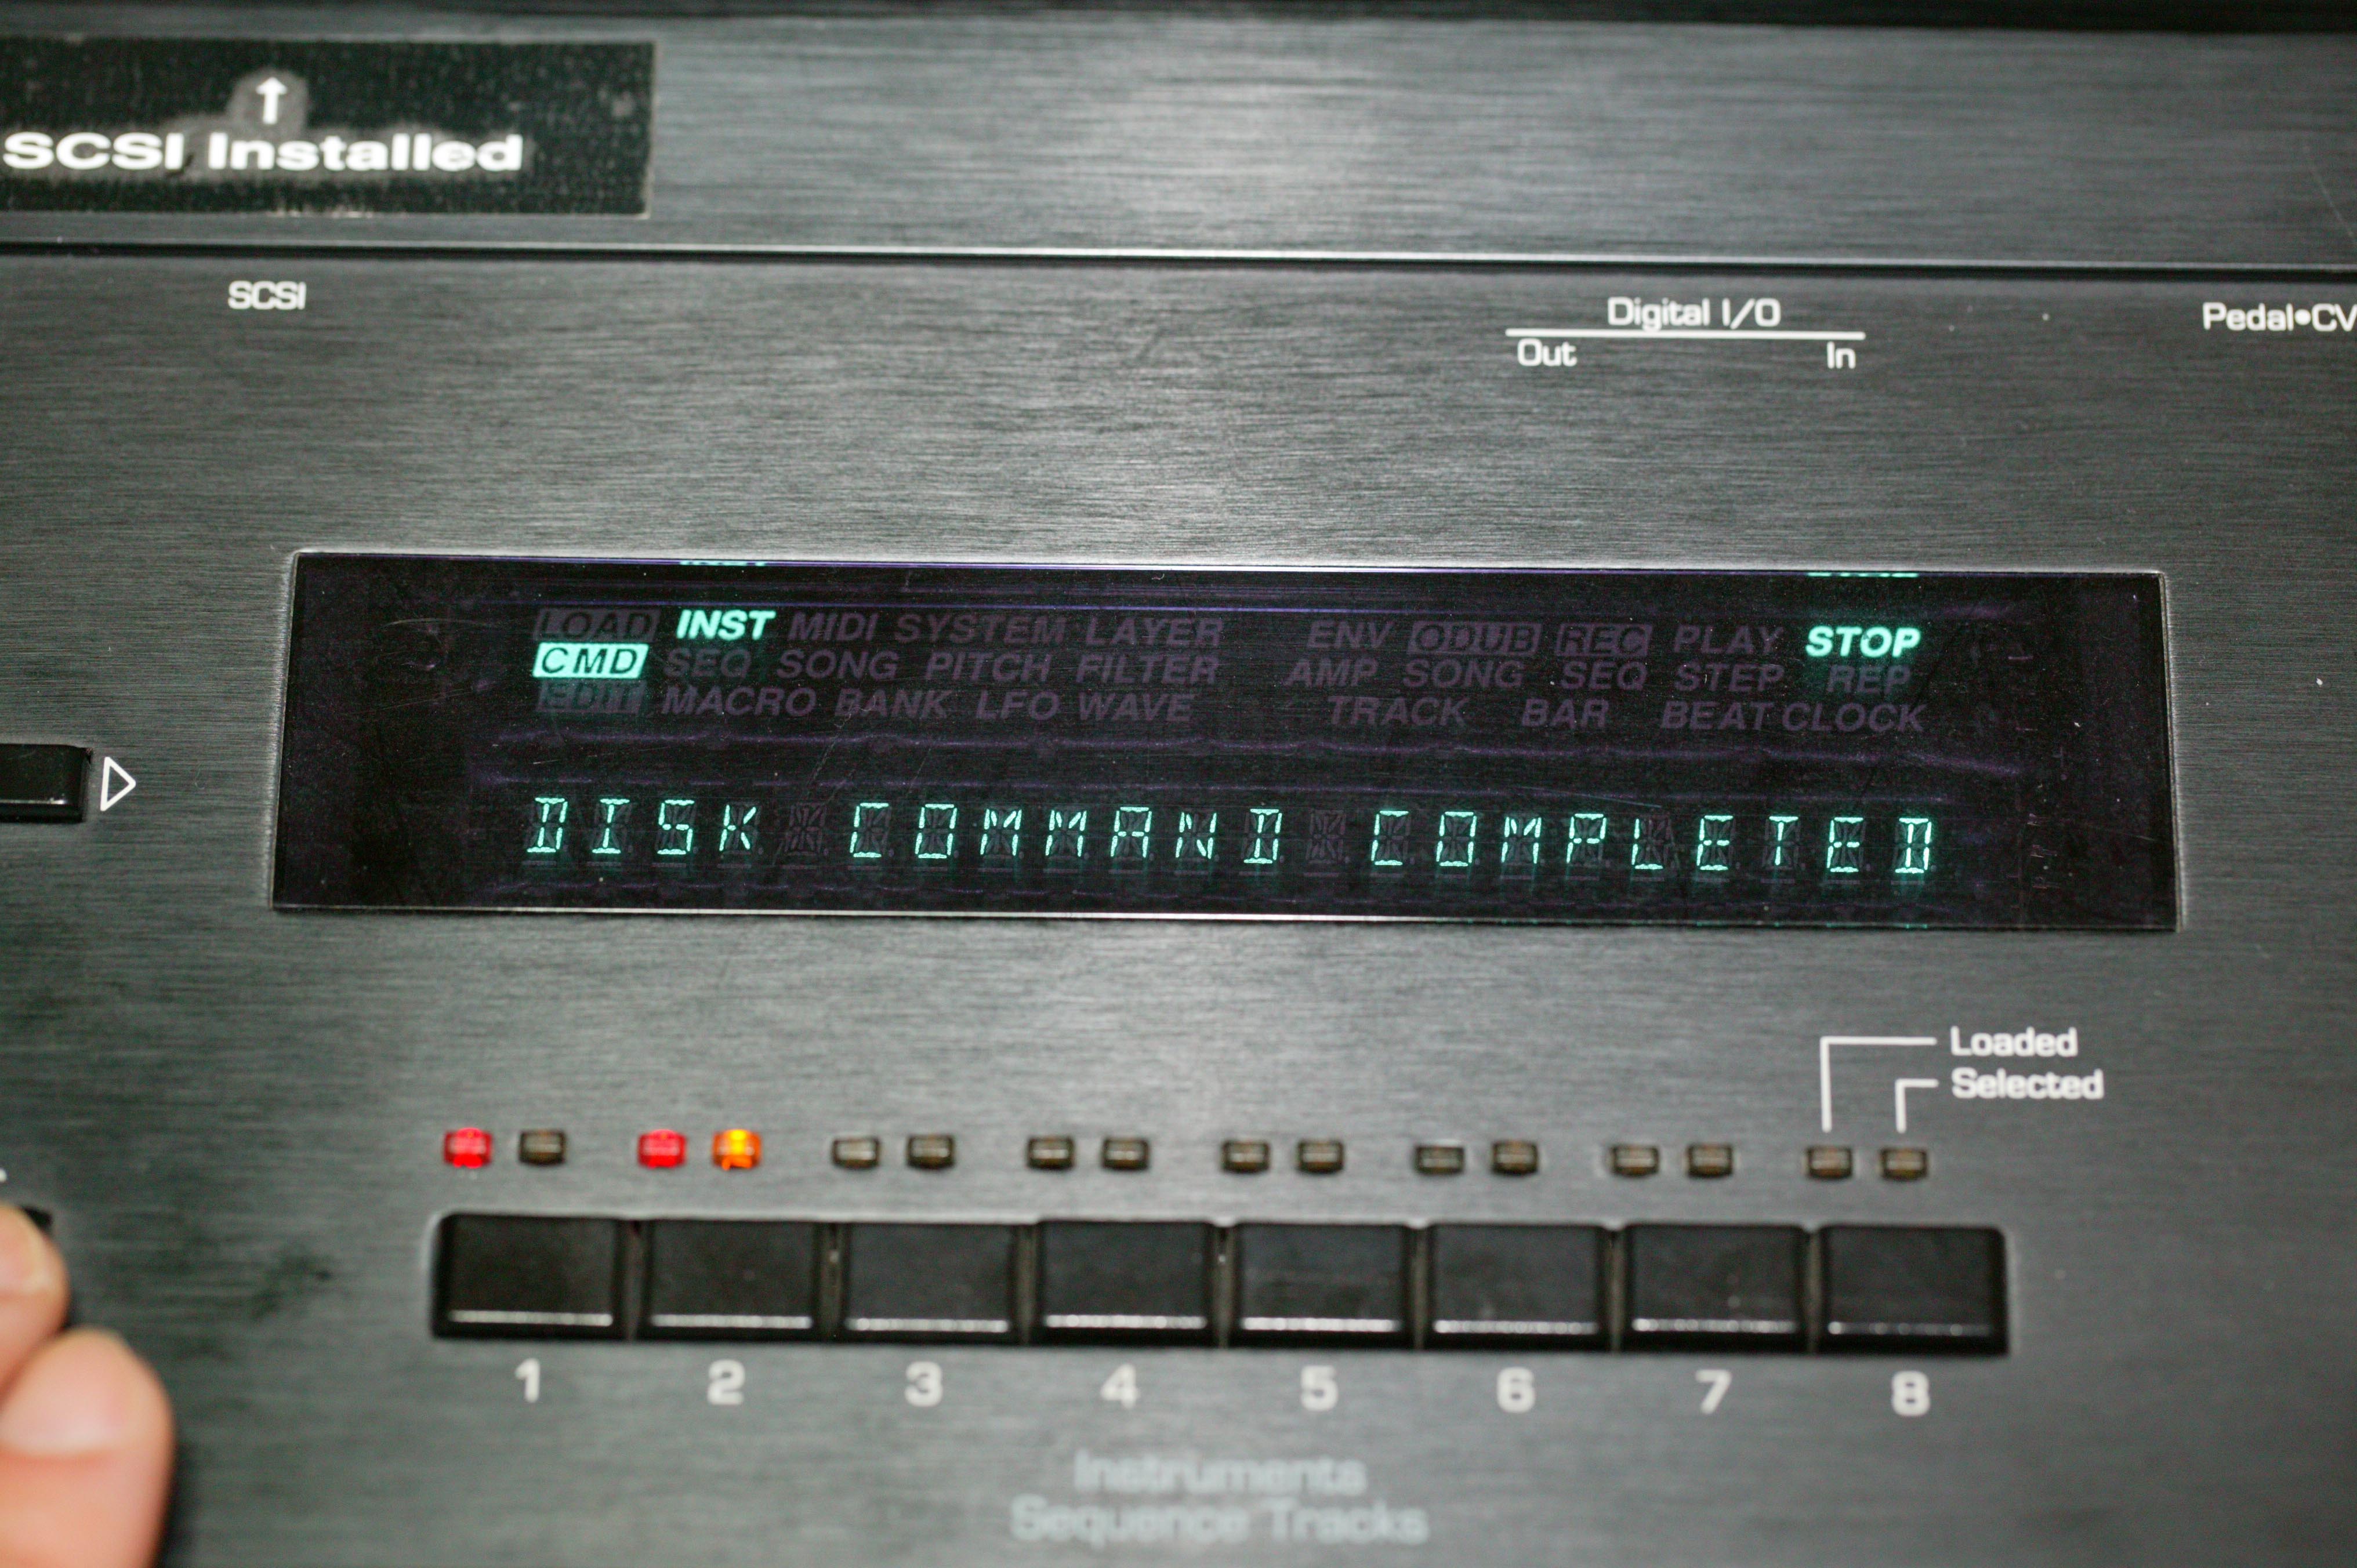 ↑
SCSI Installed
SCSI
Digital I/O
Out In
Pedal•CV
LOAD INST MIDI SYSTEM LAYER ENV ODUB REC PLAY STOP
CMD SEQ SONG PITCH FILTER AMP SONG SEQ STEP REP
EDIT MACRO BANK LFO WAVE TRACK BAR BEAT CLOCK
DISK COMMAND COMPLETED
Loaded
Selected
1 2 3 4 5 6 7 8
Instruments
Sequence Tracks